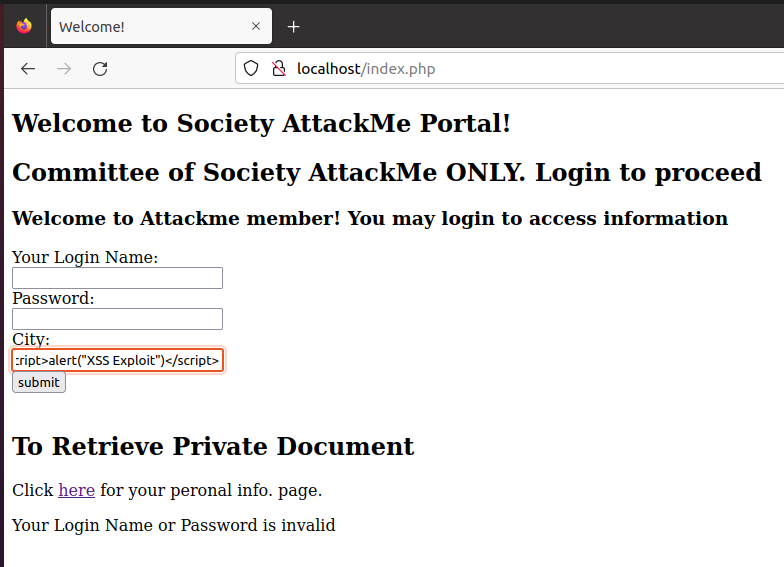 Welcome!
localhost/index.php
Welcome to Society AttackMe Portal!
Committee of Society AttackMe ONLY. Login to proceed
Welcome to Attackme member! You may login to access information
Your Login Name:
Password:
City:
cript>alert("XSS Exploit")</script>
submit
To Retrieve Private Document
Click here for your peronal info. page.
Your Login Name or Password is invalid